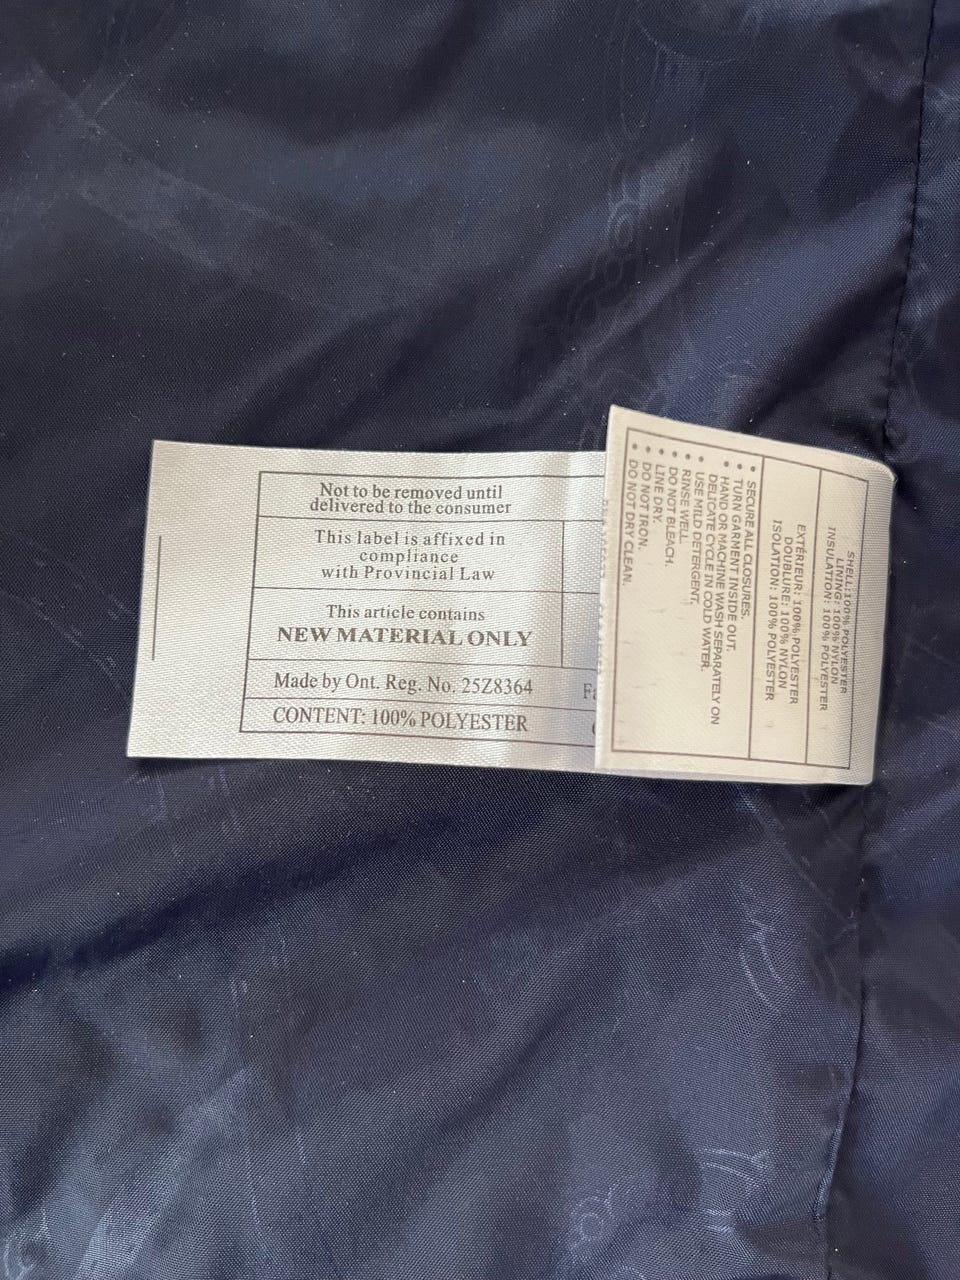 Not to be removed until
delivered to the consumer
This label is affixed in
compliance
with Provincial Law
This article contains
NEW MATERIAL ONLY
Made by Ont. Reg. No. 25Z8364
CONTENT: 100% POLYESTER
SHELL:100% POLYESTER
LINING: 100% NYLON
INSULATION: 100% POLYESTER
EXTÉRIEUR: 100% POLYESTER
DOUBLURE: 100% NYLON
ISOLATION: 100% POLYESTER
• SECURE ALL CLOSURES.
• TURN GARMENT INSIDE OUT.
• HAND OR MACHINE WASH SEPARATELY ON
DELICATE CYCLE IN COLD WATER.
• USE MILD DETERGENT.
• RINSE WELL.
• DO NOT BLEACH.
• LINE DRY.
• DO NOT IRON.
• DO NOT DRY CLEAN.